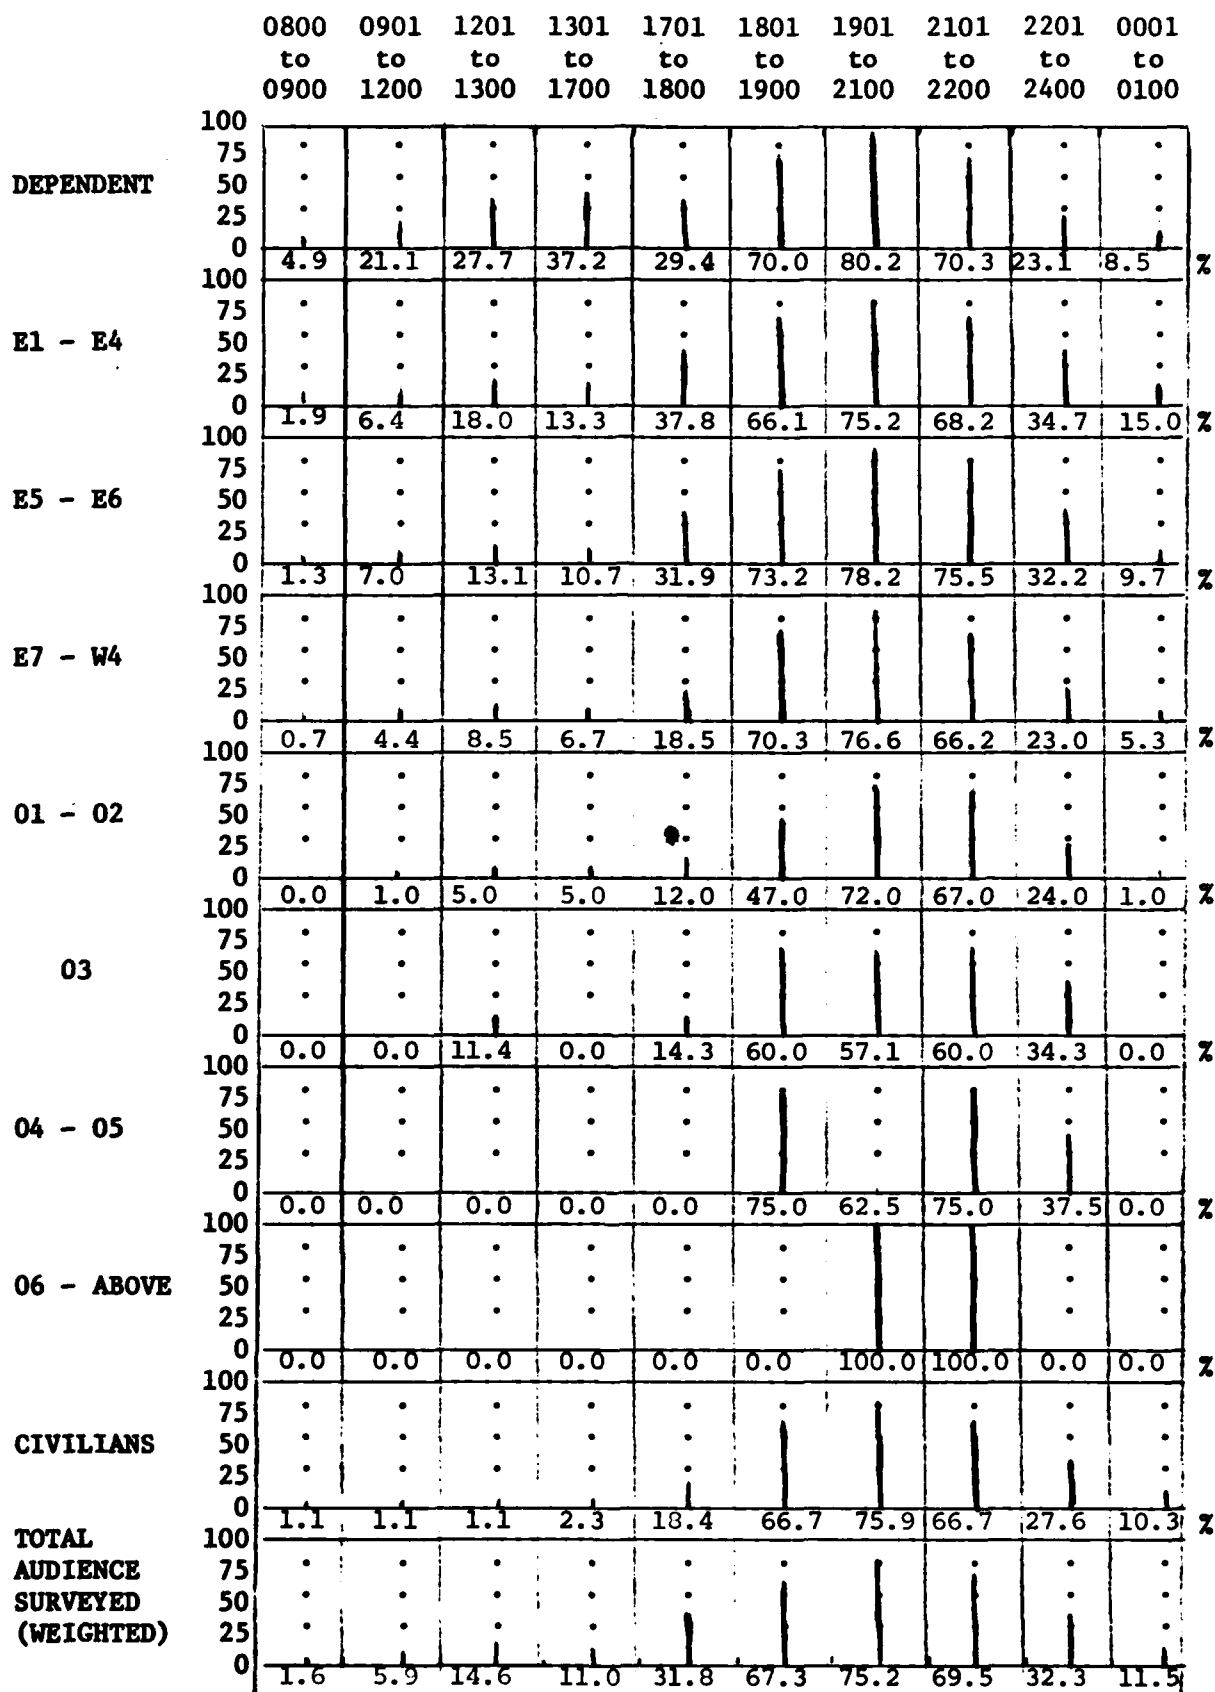 0800 0901 1201 1301 1701 1801 1901 2101 2201 0001
to to to to to to to to to to
0900 1200 1300 1700 1800 1900 2100 2200 2400 0100
100
75
DEPENDENT 50
25
0
4.9 21.1 27.7 37.2 29.4 70.0 80.2 70.3 23.1 8.5 %
100
75
E1 - E4 50
25
0
1.9 6.4 18.0 13.3 37.8 66.1 75.2 68.2 34.7 15.0 %
100
75
E5 - E6 50
25
0
1.3 7.0 13.1 10.7 31.9 73.2 78.2 75.5 32.2 9.7 %
100
75
E7 - W4 50
25
0
0.7 4.4 8.5 6.7 18.5 70.3 76.6 66.2 23.0 5.3 %
100
75
01 - 02 50
25
0
0.0 1.0 5.0 5.0 12.0 47.0 72.0 67.0 24.0 1.0 %
100
75
03 50
25
0
0.0 0.0 11.4 0.0 14.3 60.0 57.1 60.0 34.3 0.0 %
100
75
04 - 05 50
25
0
0.0 0.0 0.0 0.0 0.0 75.0 62.5 75.0 37.5 0.0 %
100
75
06 - ABOVE 50
25
0
0.0 0.0 0.0 0.0 0.0 0.0 100.0 100.0 0.0 0.0 %
100
75
CIVILIANS 50
25
0
1.1 1.1 1.1 2.3 18.4 66.7 75.9 66.7 27.6 10.3 %
TOTAL 100
AUDIENCE 75
SURVEYED 50
(WEIGHTED) 25
0
1.6 5.9 14.6 11.0 31.8 67.3 75.2 69.5 32.3 11.5